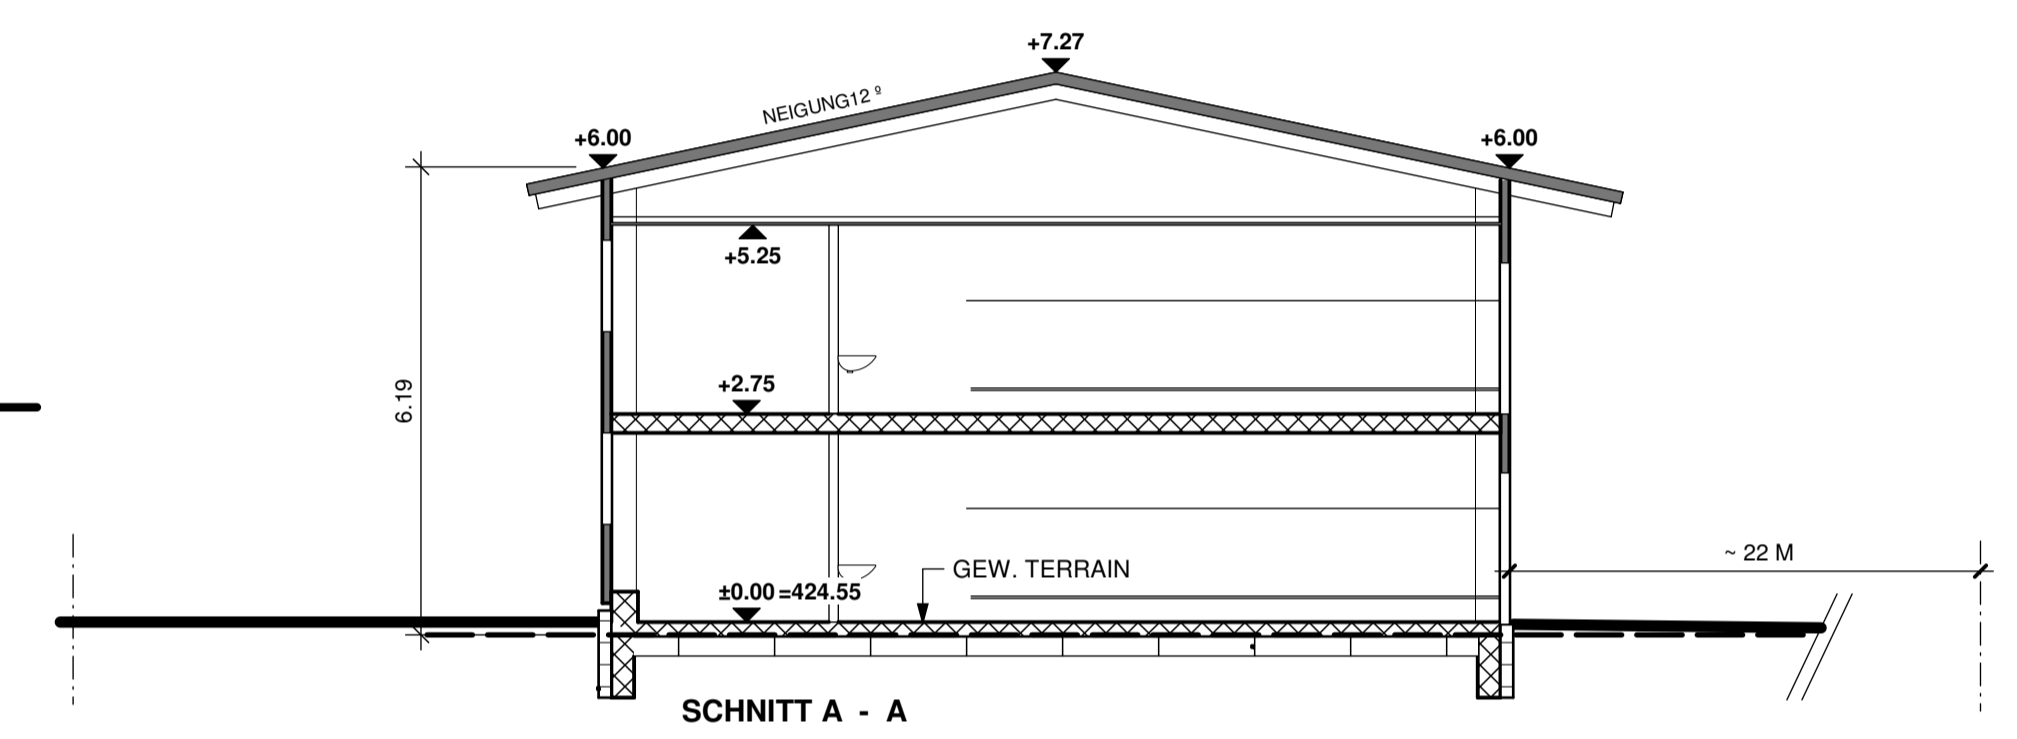 +7.27
NEIGUNG12 º
+6.00
+6.00
+5.25
6.19
+2.75
~ 22 M
GEW. TERRAIN
±0.00=424.55
SCHNITT A - A